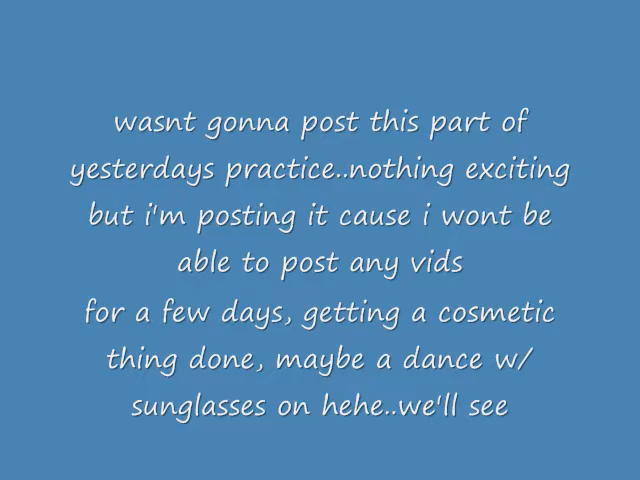 wasnt gonna post this part of
yesterdays practice..nothing exciting
but i'm posting it cause i wont be
able to post any vids
for a few days, getting a cosmetic
thing done, maybe a dance w/
sunglasses on hehe..we'll see